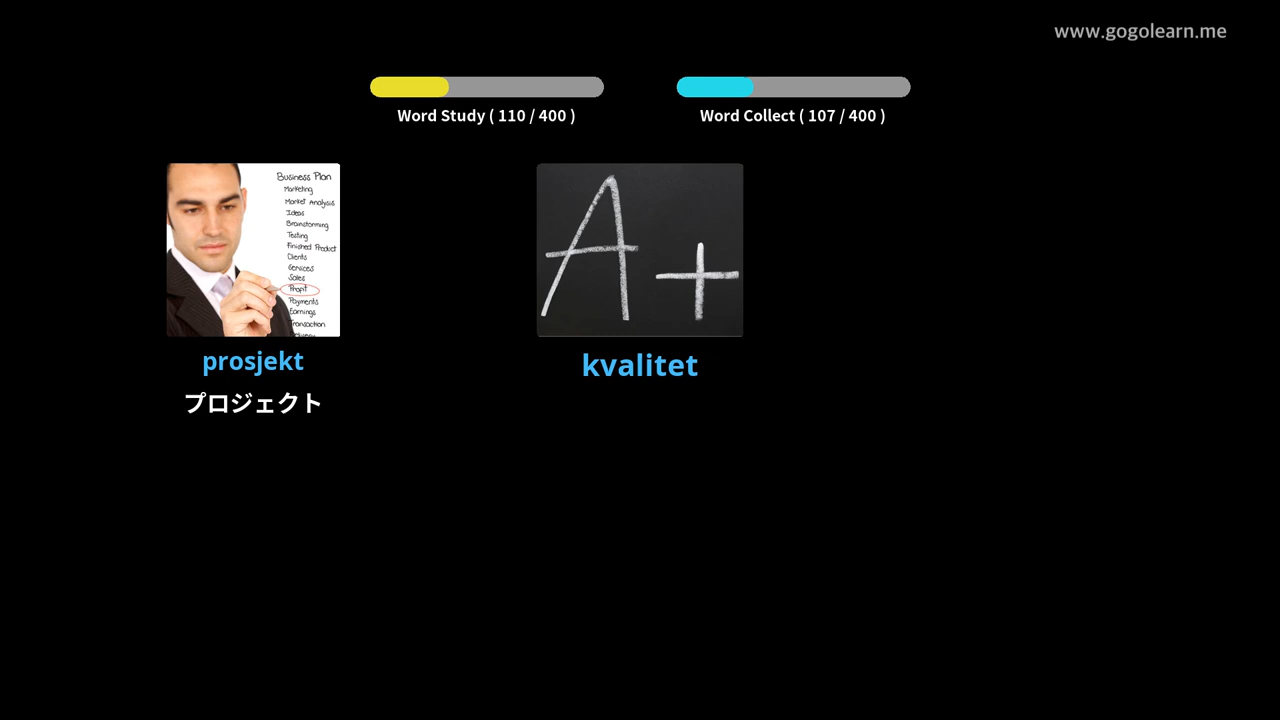 www.gogolearn.me
Word Study ( 110 / 400 )
Word Collect ( 107 / 400 )
Business Plan
Marketing
Market Analysis
Ideas
Brainstorming
Testing
Finished Product
Clients
Services
Sales
Profit
Payments
Earnings
Transaction
Delivery
A+
prosjekt
kvalitet
プロジェクト